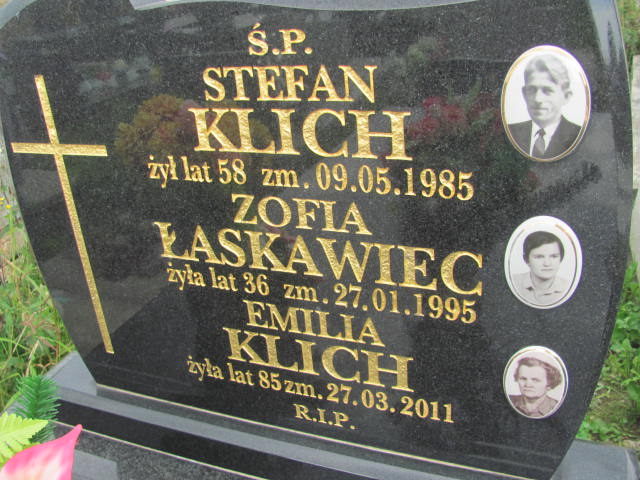 Ś.P.
STEFAN
KLICH
żył lat 58 zm. 09.05.1985
ZOFIA
ŁASKAWIEC
żyła lat 36 zm. 27.01.1995
EMILIA
KLICH
żyła lat 85 zm. 27.03.2011
R.I.P.